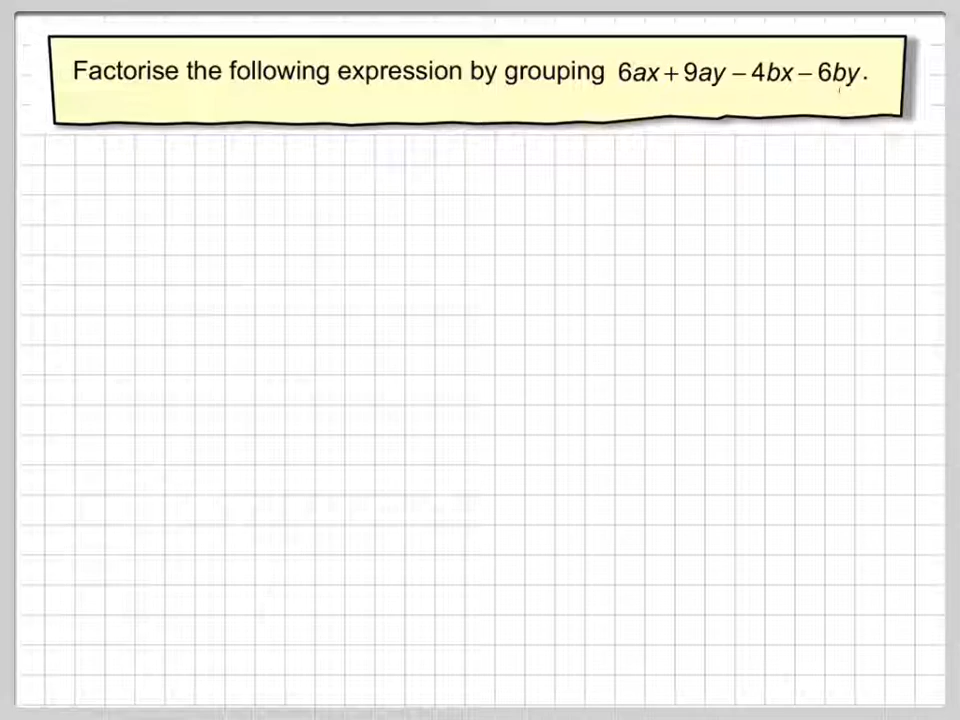 Factorise the following expression by grouping 6ax + 9ay − 4bx − 6by.